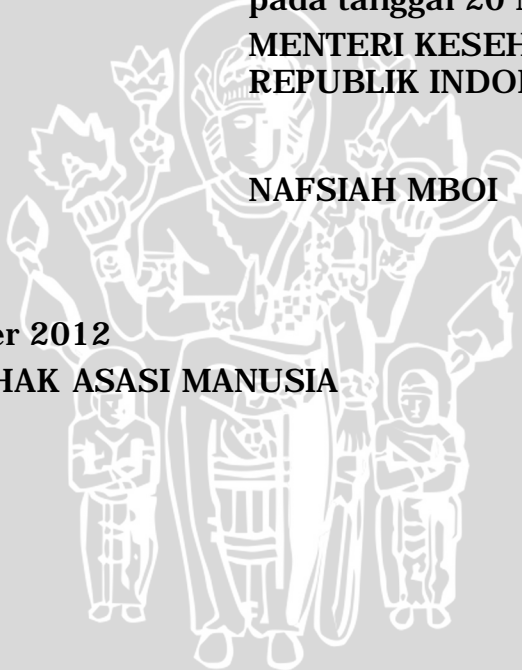 pada tanggal 20
MENTERI KESEH
REPUBLIK INDO
NAFSIAH MBOI
er 2012
HAK ASASI MANUSIA